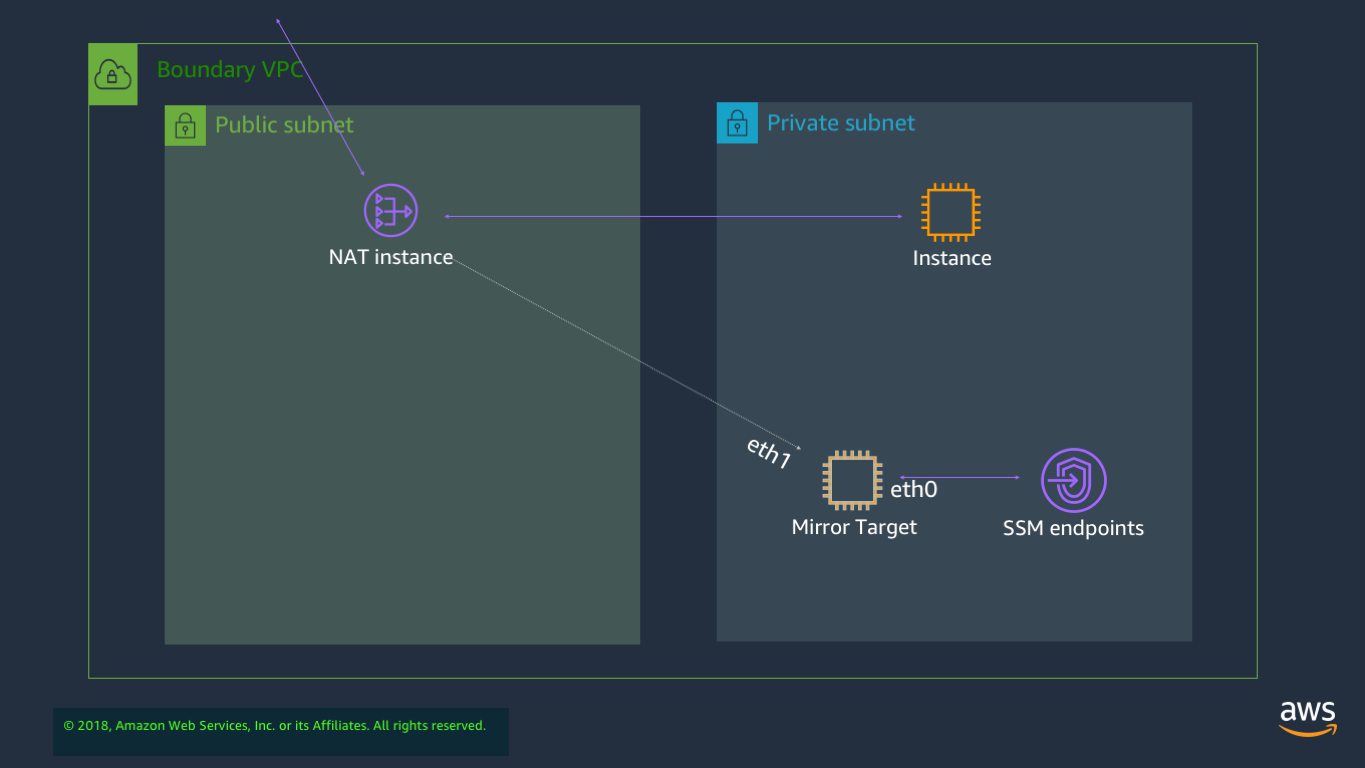 Boundary VPC
Public subnet
Private subnet
NAT instance
Instance
eth1
eth0
Mirror Target
SSM endpoints
© 2018, Amazon Web Services, Inc. or its Affiliates. All rights reserved.
aws